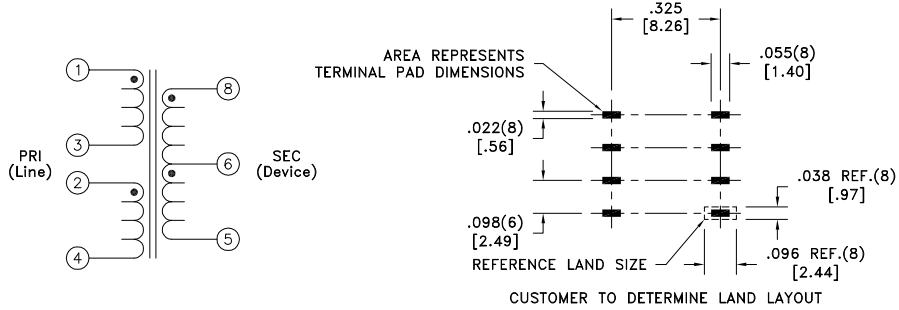 1
3
PRI
(Line)
2
4
8
6
SEC
(Device)
5
.325
[8.26]
AREA REPRESENTS
TERMINAL PAD DIMENSIONS
.055(8)
[1.40]
.022(8)
[.56]
.038 REF.(8)
[.97]
.098(6)
[2.49]
REFERENCE LAND SIZE
.096 REF.(8)
[2.44]
CUSTOMER TO DETERMINE LAND LAYOUT